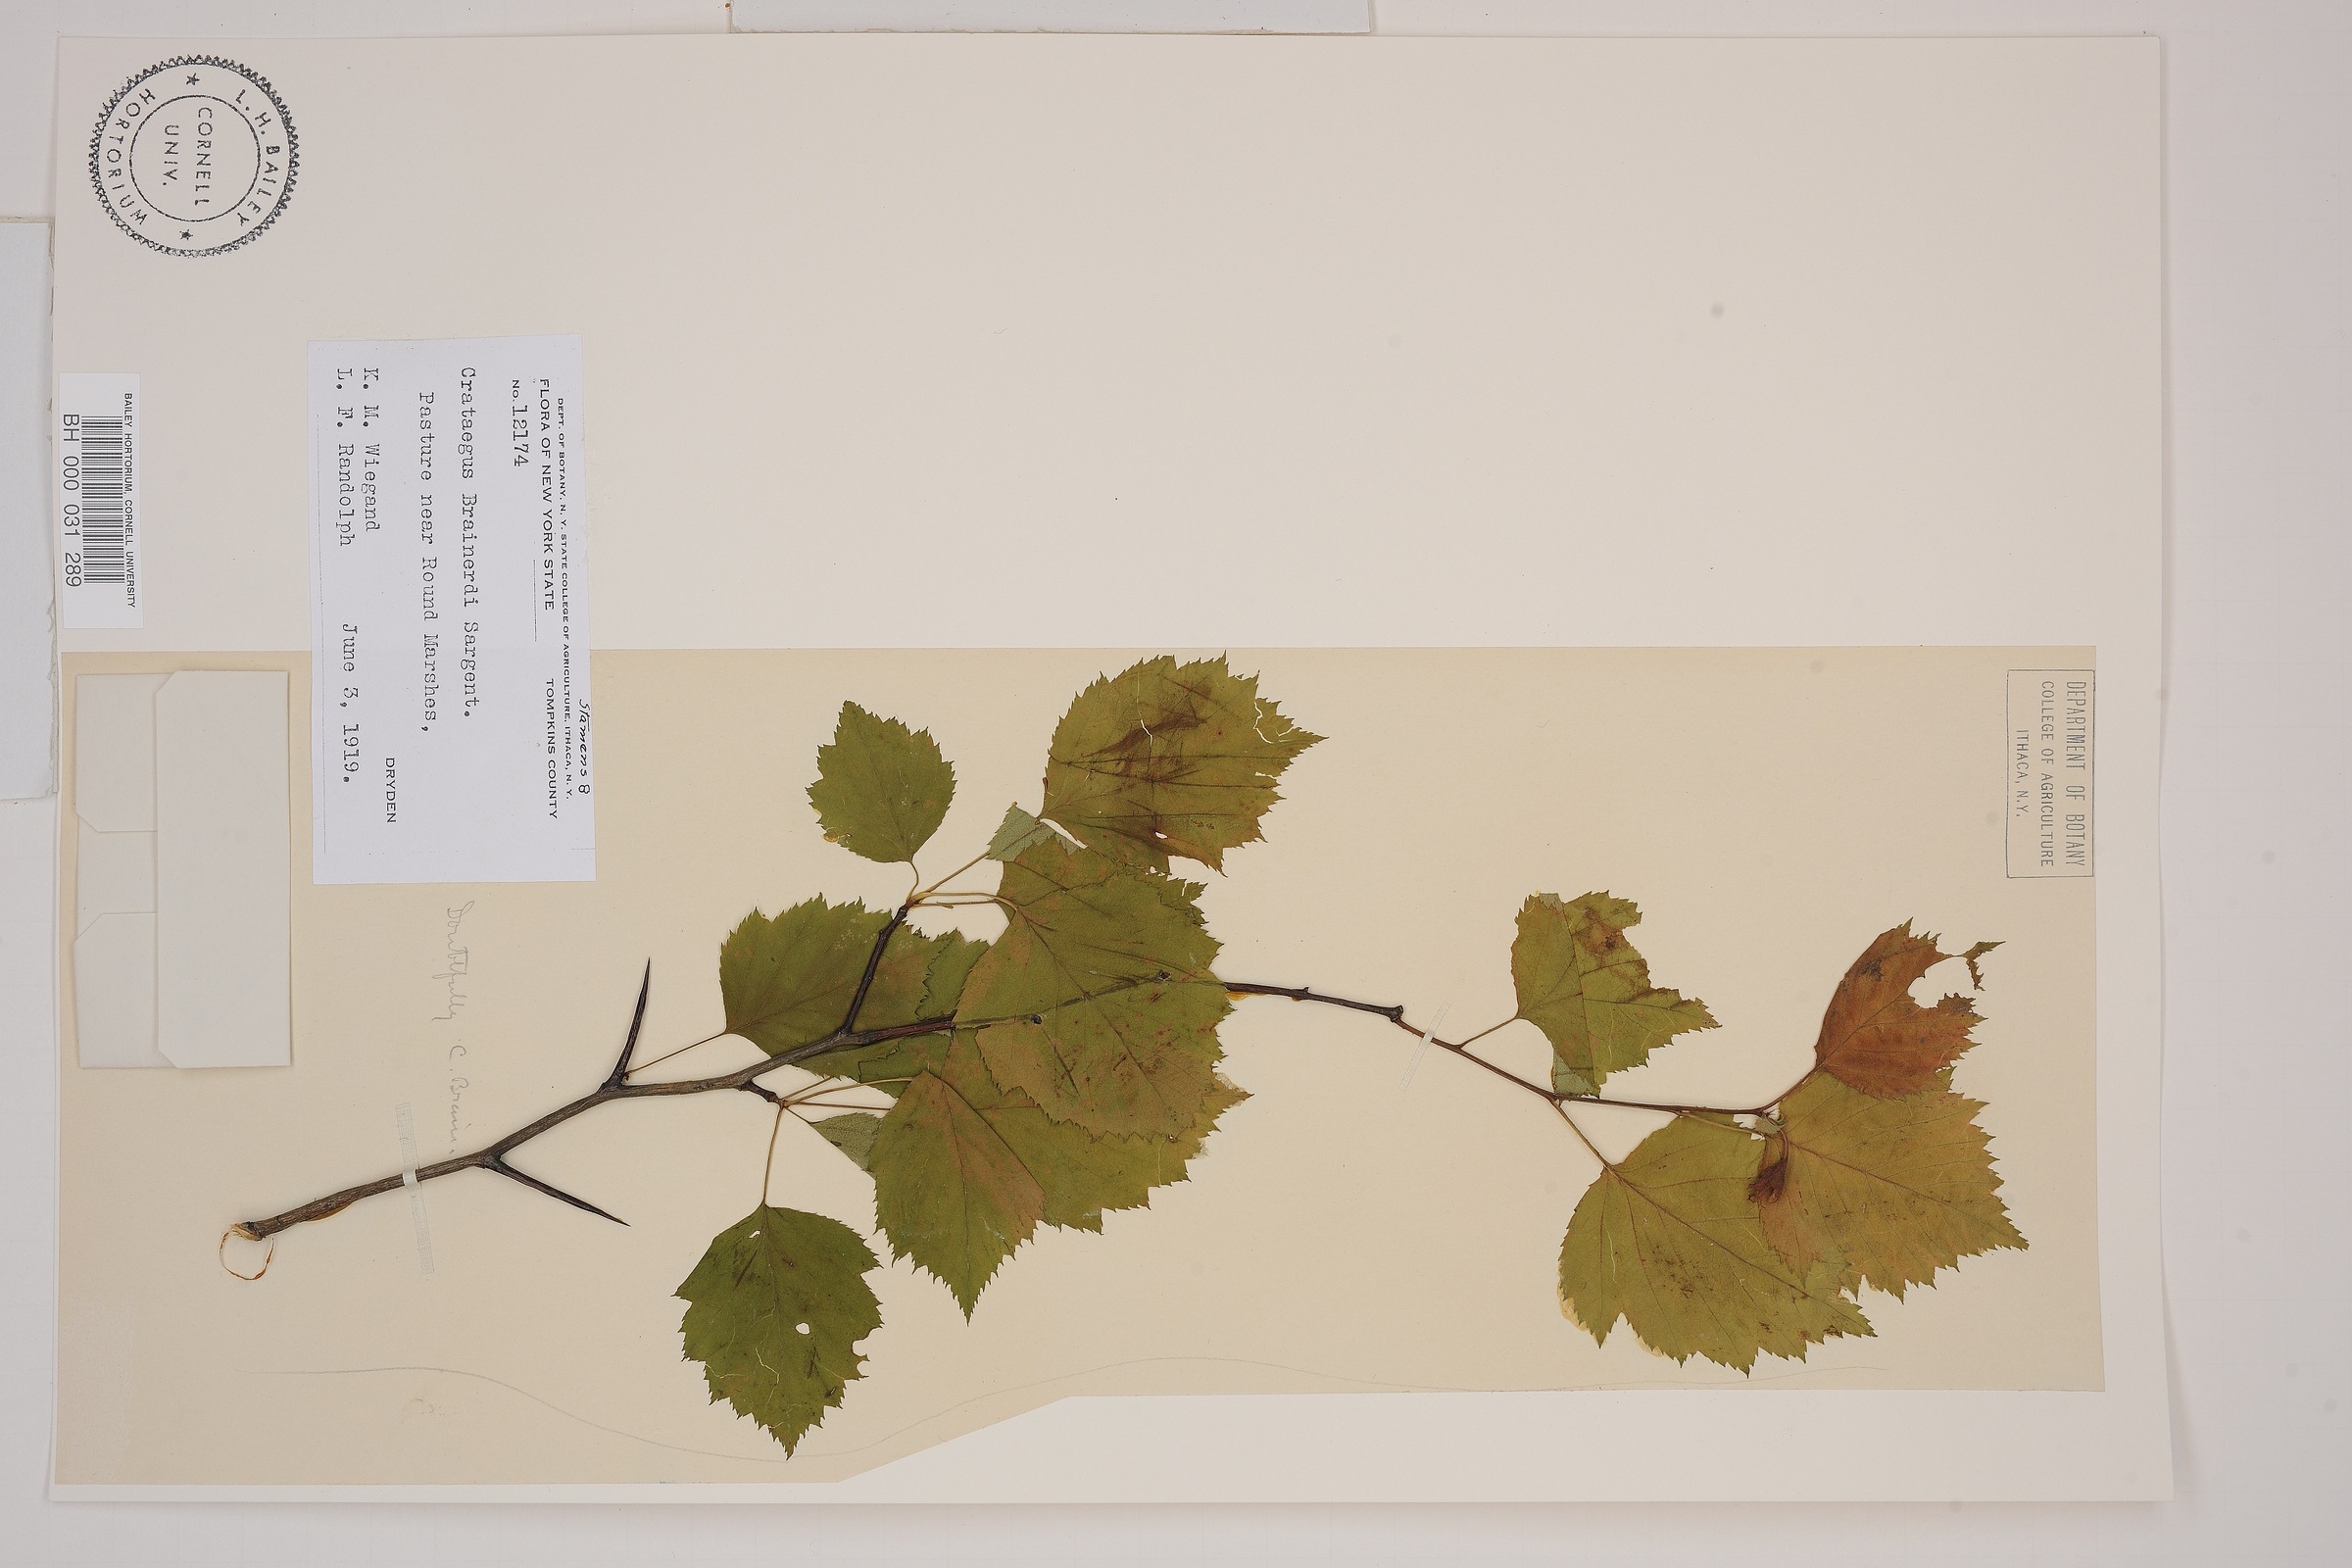 DEPARTMENT OF BOTANY
COLLEGE OF AGRICULTURE
ITHACA, N.Y.
Stamens 8
DEPT. OF BOTANY, N. Y. STATE COLLEGE OF AGRICULTURE, ITHACA, N. Y.
FLORA OF NEW YORK STATE TOMPKINS COUNTY
No. 12174
Crataegus Brainerdi Sargent.
Pasture near Round Marshes,
DRYDEN
K. M. Wiegand
L. F. Randolph June 3, 1919.
Doubtfully C. Brain.
L. H. BAILEY HORTORIUM
CORNELL
UNIV.
BAILEY HORTORIUM, CORNELL UNIVERSITY
BH 000 031 289